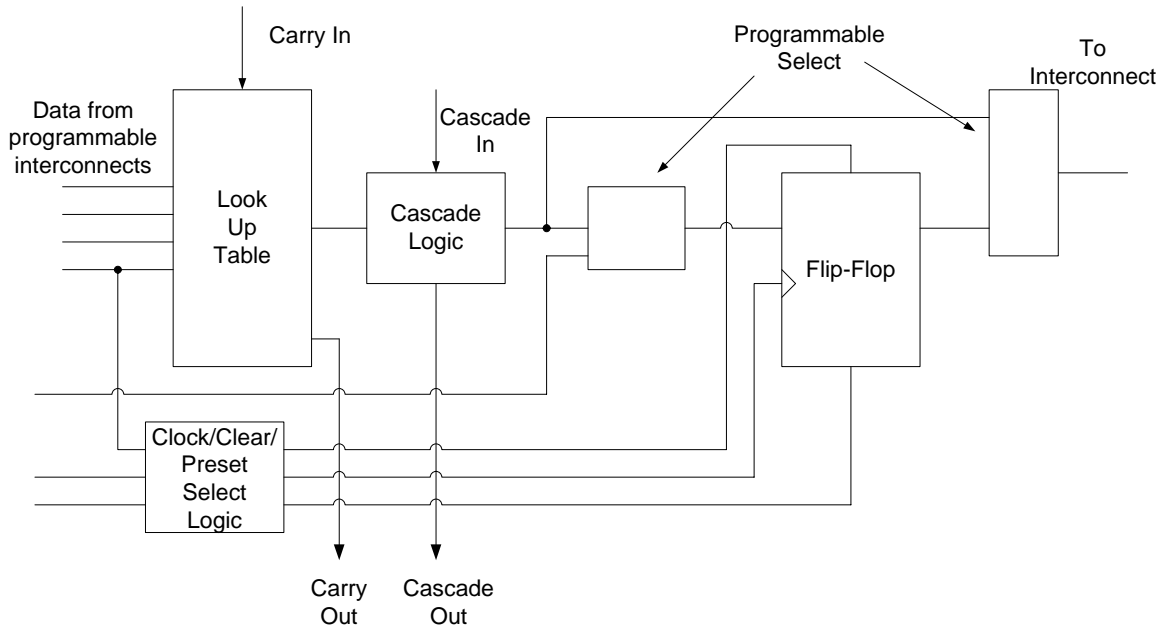 Carry In
Programmable
Select
To
Interconnect
Data from
programmable
interconnects
Cascade
In
Look
Up
Table
Cascade
Logic
Flip-Flop
Clock/Clear/
Preset
Select
Logic
Carry
Out
Cascade
Out